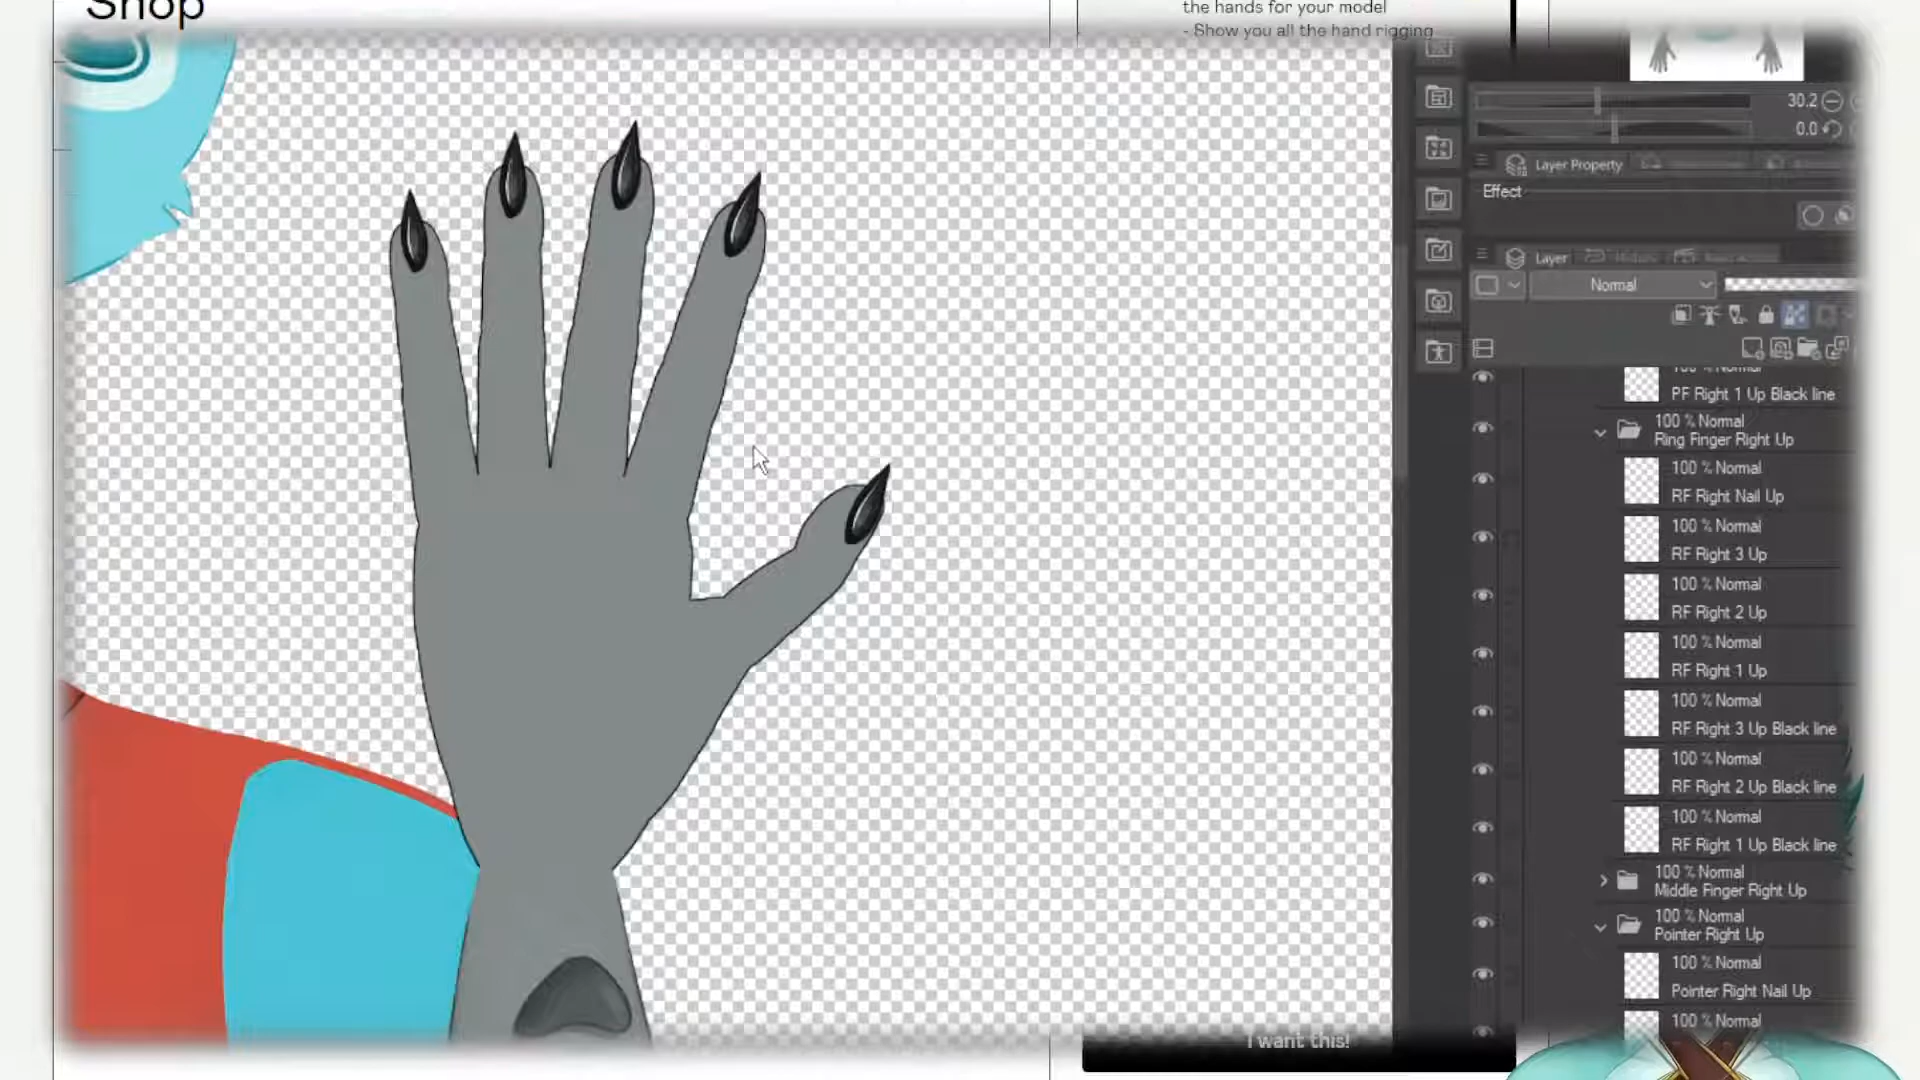 Shop
the hands for your model
- Show you all the hand rigging
30.2
0.0
Layer Property
Effect
Layer
Normal
PF Right 1 Up Black line
100 % Normal
Ring Finger Right Up
100 % Normal
RF Right Nail Up
100 % Normal
RF Right 3 Up
100 % Normal
RF Right 2 Up
100 % Normal
RF Right 1 Up
100 % Normal
RF Right 3 Up Black line
100 % Normal
RF Right 2 Up Black line
100 % Normal
RF Right 1 Up Black line
100 % Normal
Middle Finger Right Up
100 % Normal
Pointer Right Up
100 % Normal
Pointer Right Nail Up
100 % Normal
I want this!